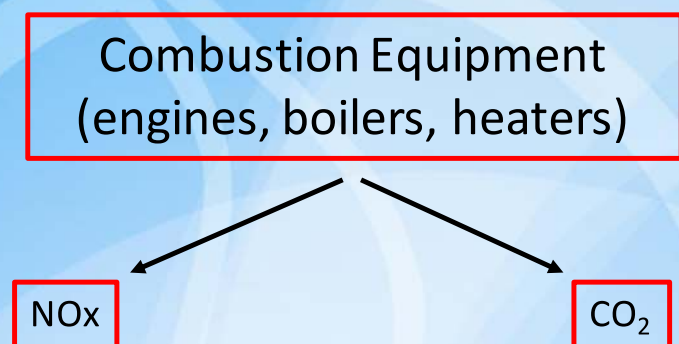 Combustion Equipment
(engines, boilers, heaters)
NOx
CO₂